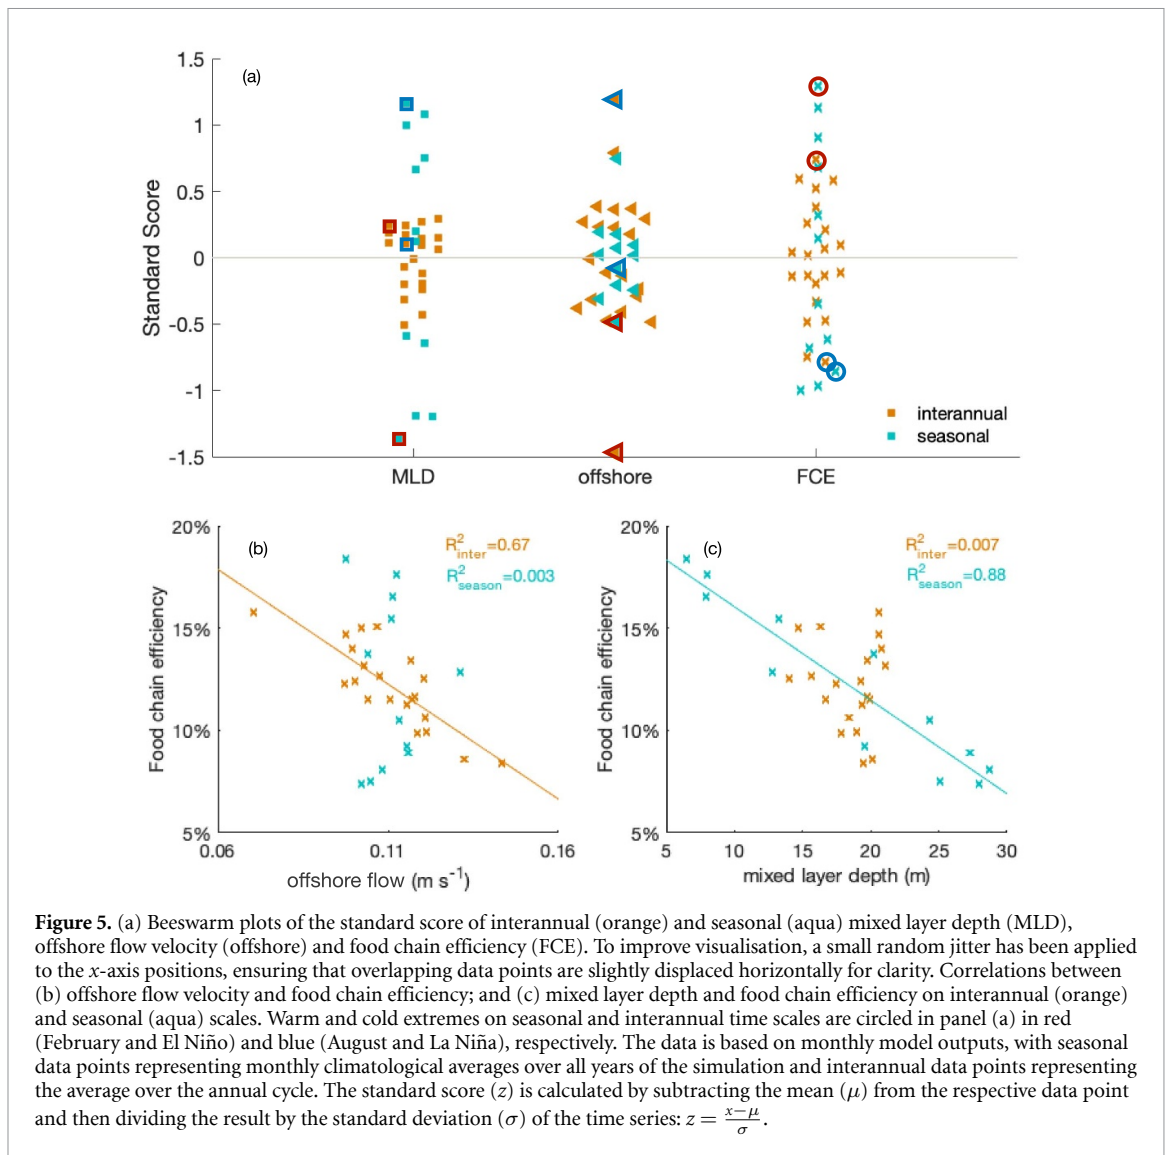 (a)
1.5
1
0.5
0
-0.5
-1
-1.5
Standard Score
MLD
offshore
FCE
interannual
seasonal
(b)
R²inter=0.67
R²season=0.003
20%
15%
10%
5%
Food chain efficiency
0.06
0.11
0.16
offshore flow (m s⁻¹)
(c)
R²inter=0.007
R²season=0.88
20%
15%
10%
5%
Food chain efficiency
5
10
15
20
25
30
mixed layer depth (m)
Figure 5. (a) Beeswarm plots of the standard score of interannual (orange) and seasonal (aqua) mixed layer depth (MLD),
offshore flow velocity (offshore) and food chain efficiency (FCE). To improve visualisation, a small random jitter has been applied
to the x-axis positions, ensuring that overlapping data points are slightly displaced horizontally for clarity. Correlations between
(b) offshore flow velocity and food chain efficiency; and (c) mixed layer depth and food chain efficiency on interannual (orange)
and seasonal (aqua) scales. Warm and cold extremes on seasonal and interannual time scales are circled in panel (a) in red
(February and El Niño) and blue (August and La Niña), respectively. The data is based on monthly model outputs, with seasonal
data points representing monthly climatological averages over all years of the simulation and interannual data points representing
the average over the annual cycle. The standard score (z) is calculated by subtracting the mean (μ) from the respective data point
and then dividing the result by the standard deviation (σ) of the time series: z = x−μ/σ.